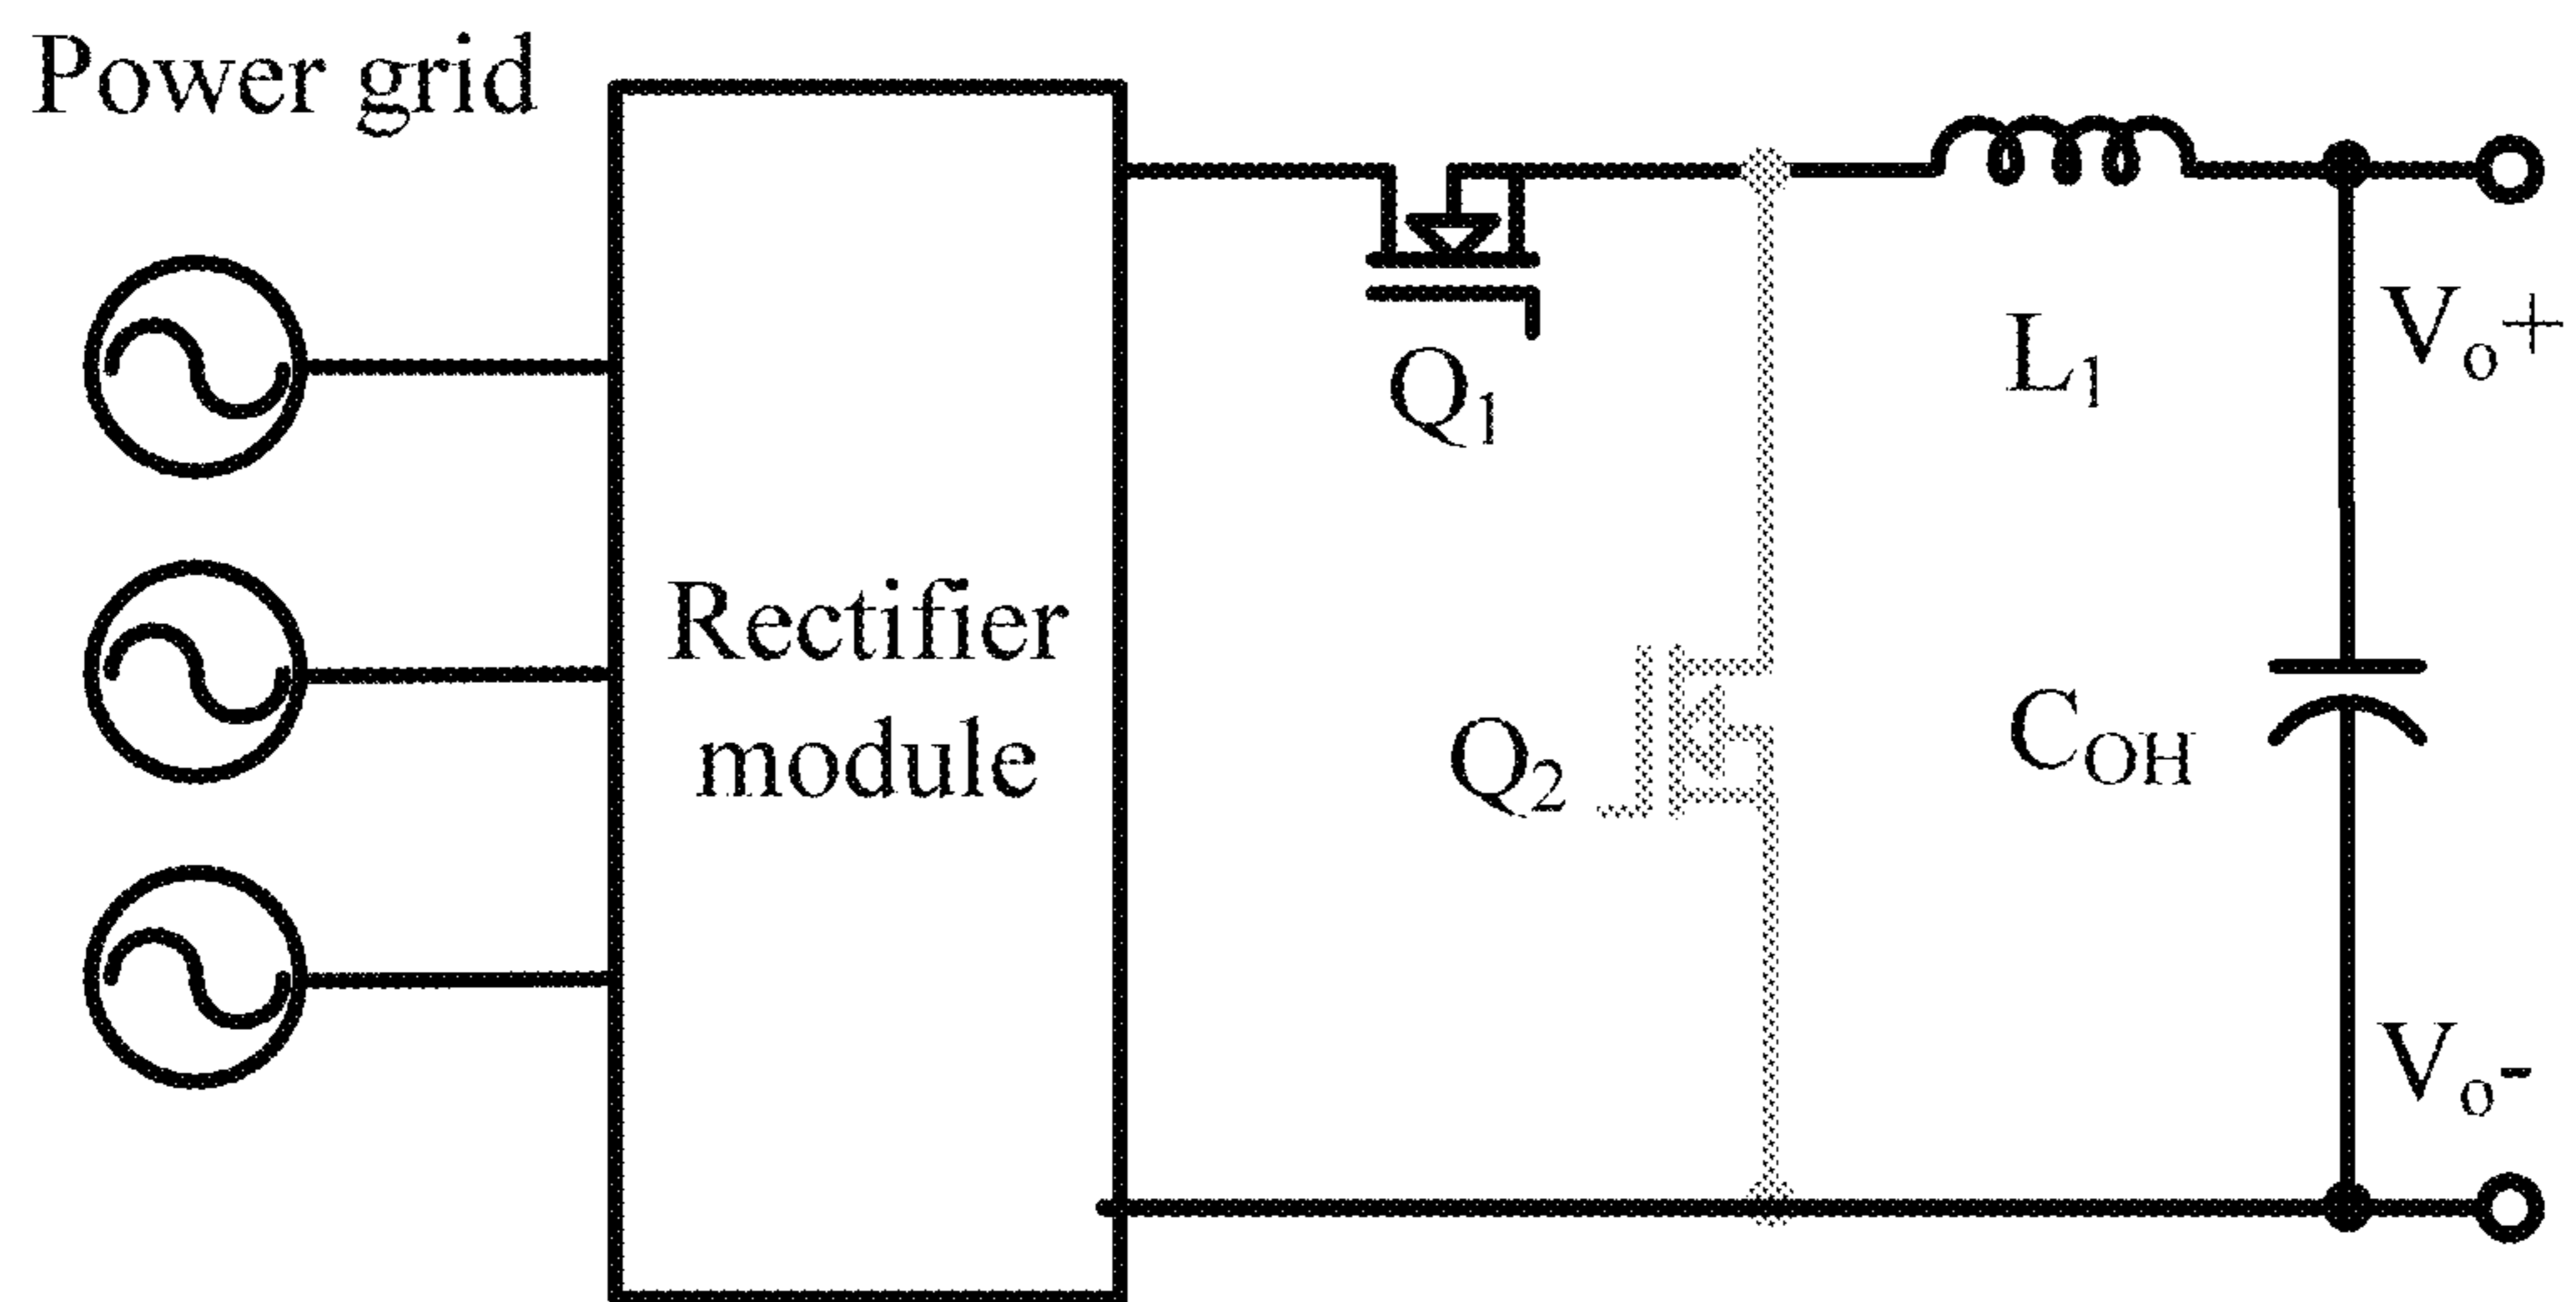 Power grid
Rectifier
module
Q1
Q2
L1
COH
Vo+
Vo-